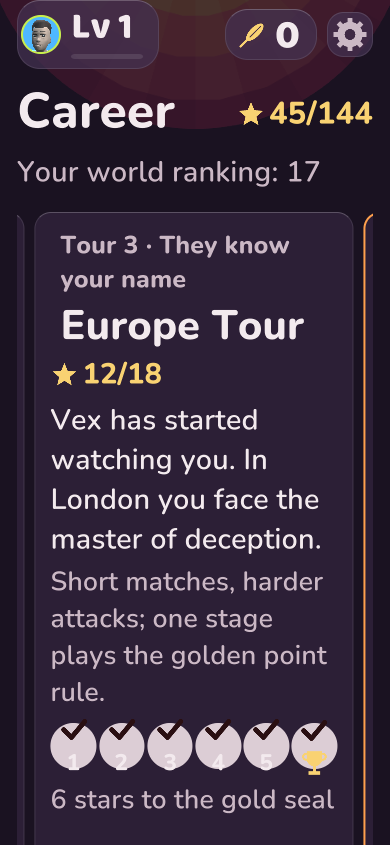 Lv 1
0
Career
45/144
Your world ranking: 17
Tour 3 · They know
your name
Europe Tour
12/18
Vex has started
watching you. In
London you face the
master of deception.
Short matches, harder
attacks; one stage
plays the golden point
rule.
1 2 3 4 5
6 stars to the gold seal